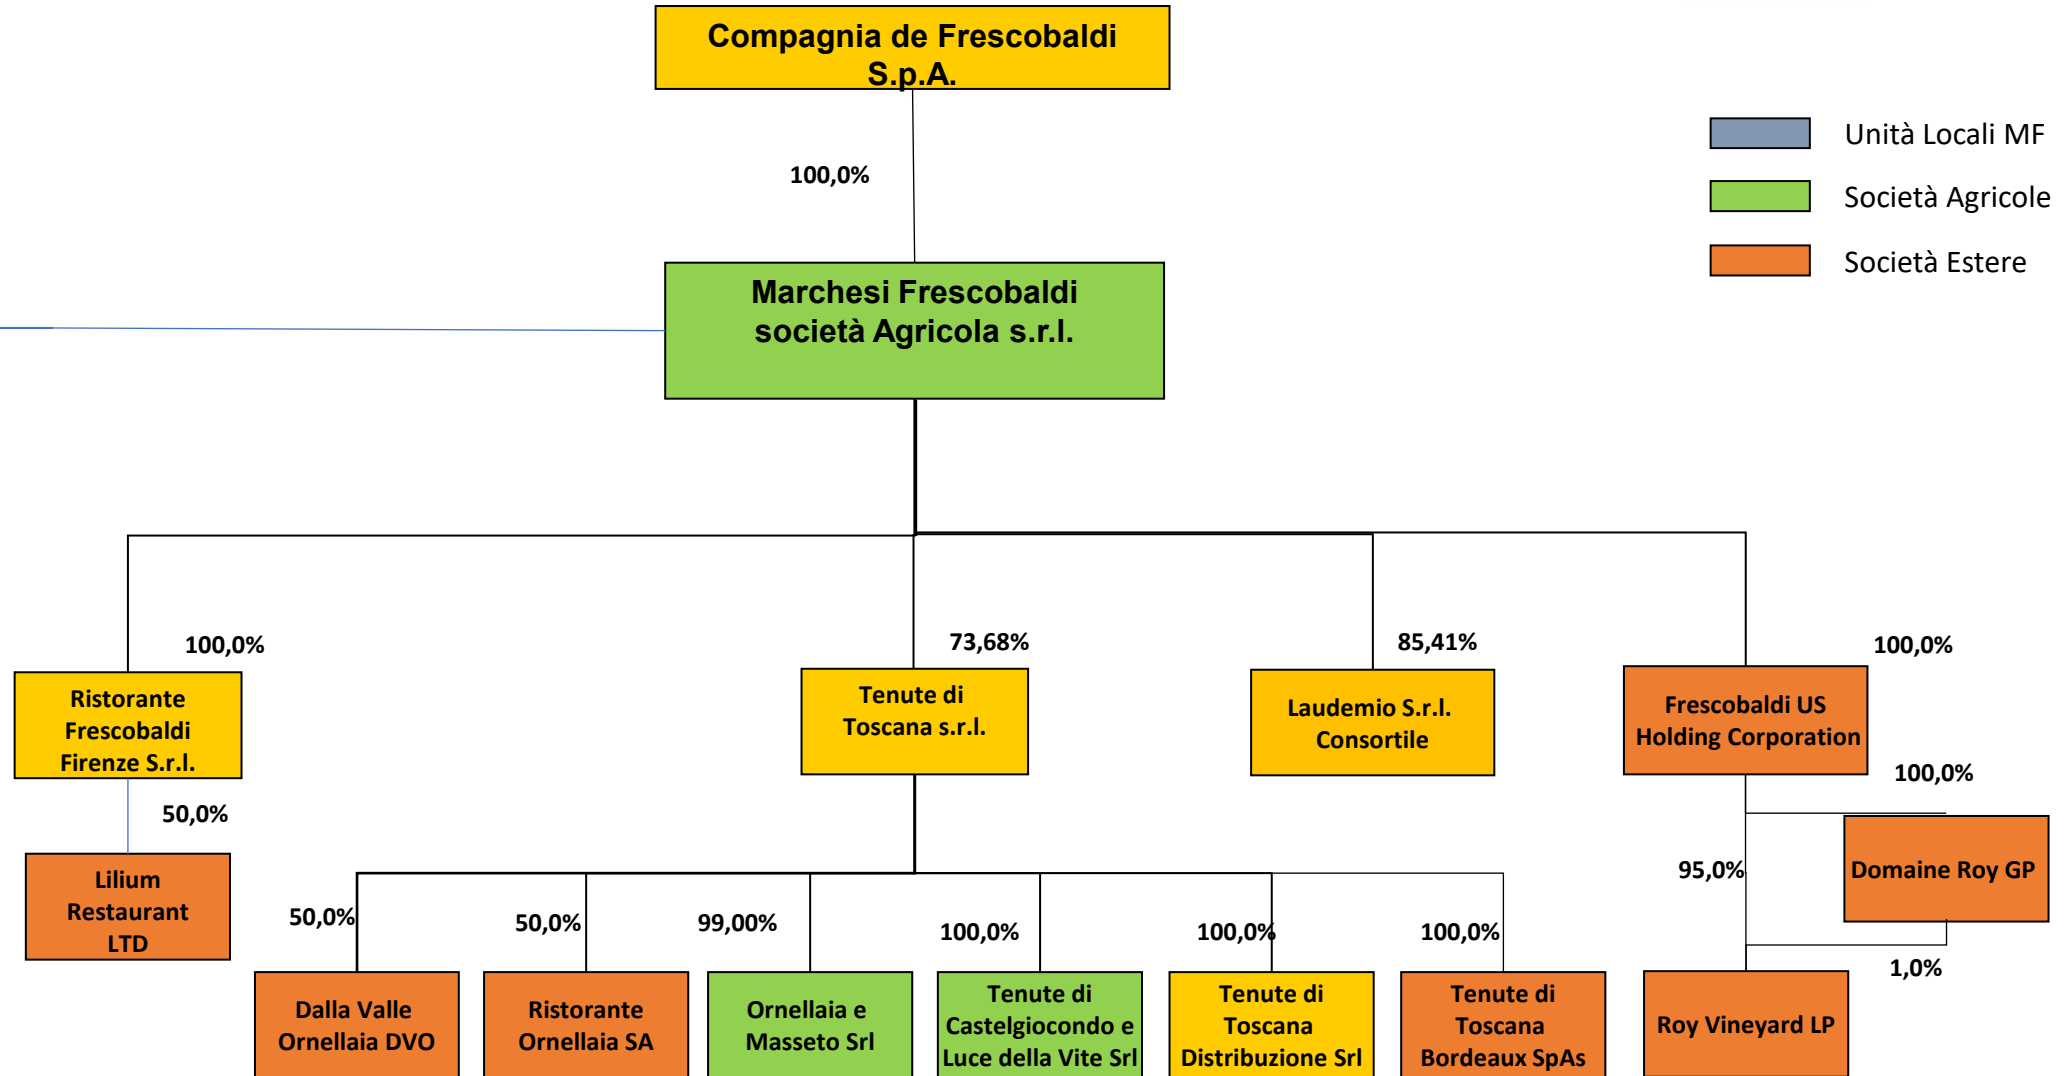 Compagnia de Frescobaldi
S.p.A.
Unità Locali MF
100,0%
Società Agricole
Società Estere
Marchesi Frescobaldi
società Agricola s.r.l.
100,0%
73,68%
85,41%
100,0%
Ristorante
Frescobaldi
Firenze S.r.l.
Tenute di
Toscana s.r.l.
Laudemio S.r.l.
Consortile
Frescobaldi US
Holding Corporation
100,0%
50,0%
Lilium
Restaurant
LTD
95,0%
Domaine Roy GP
50,0%
50,0%
99,00%
100,0%
100,0%
100,0%
1,0%
Dalla Valle
Ornellaia DVO
Ristorante
Ornellaia SA
Ornellaia e
Masseto Srl
Tenute di
Castelgiocondo e
Luce della Vite Srl
Tenute di
Toscana
Distribuzione Srl
Tenute di
Toscana
Bordeaux SpAs
Roy Vineyard LP